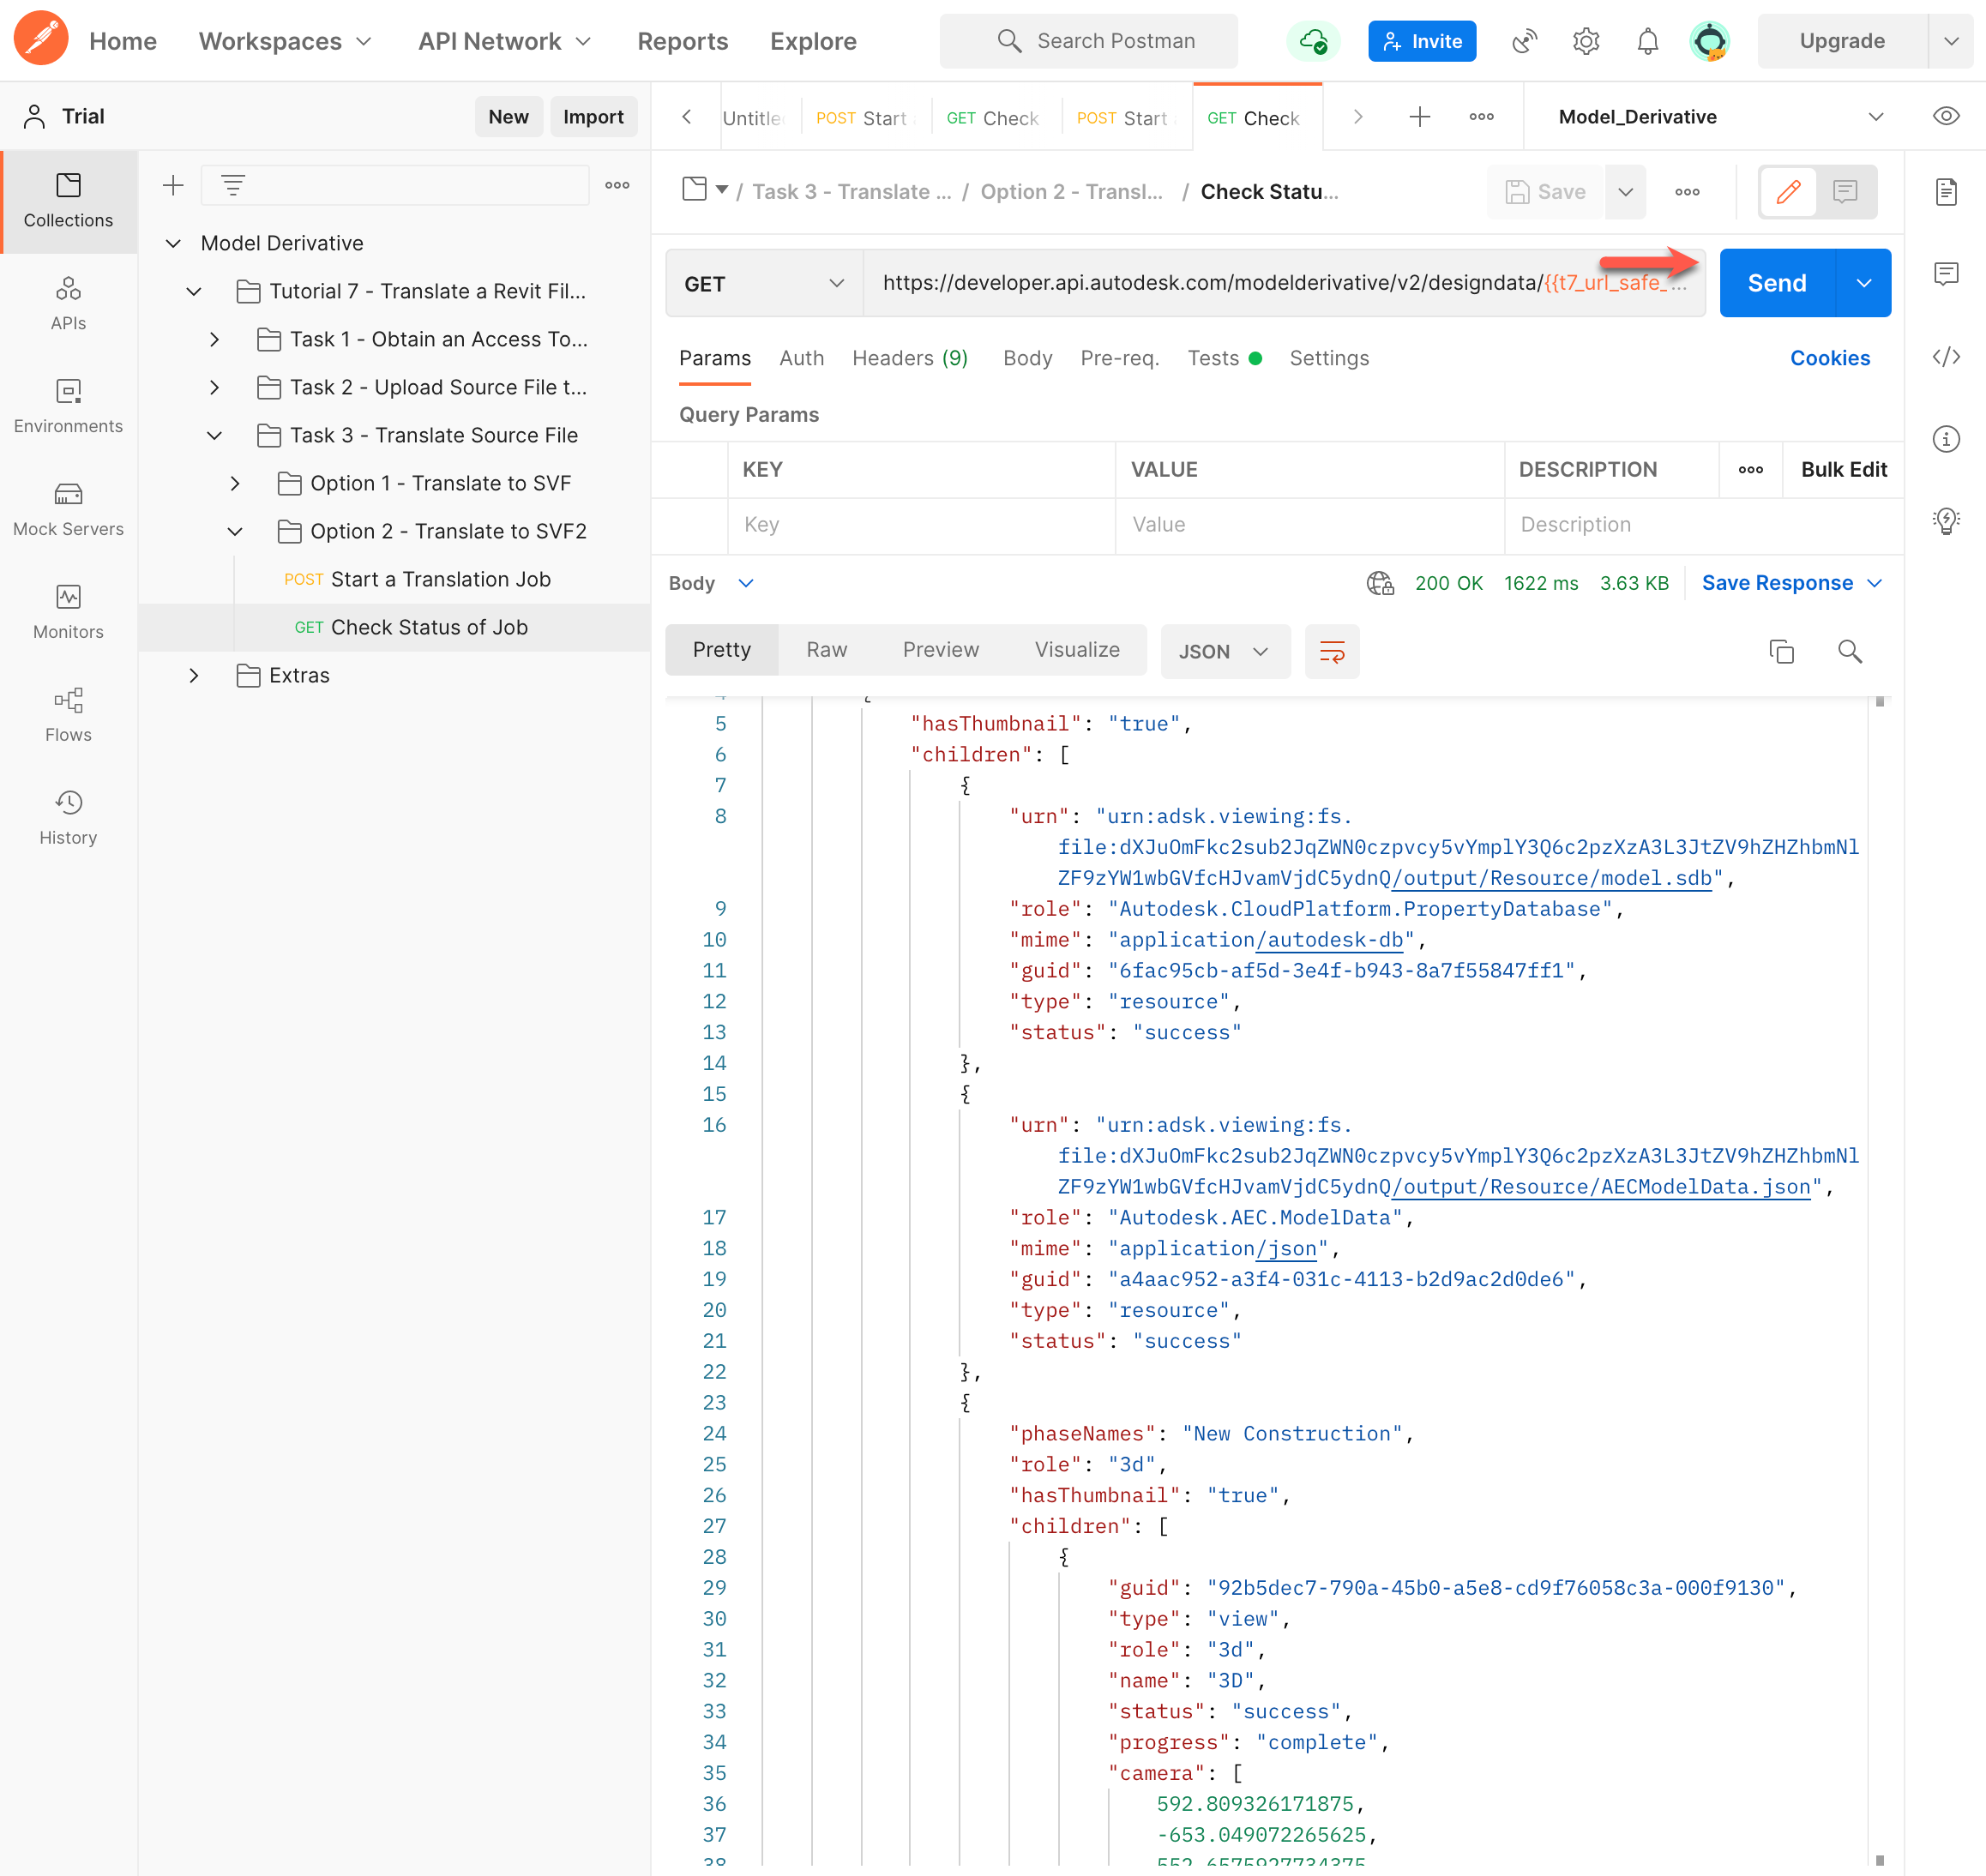 Home Workspaces API Network Reports Explore Search Postman Invite Upgrade
Trial New Import
Untitle POST Start GET Check POST Start GET Check Model_Derivative
Collections
APIs
Environments
Mock Servers
Monitors
Flows
History
Model Derivative
Tutorial 7 - Translate a Revit Fil...
Task 1 - Obtain an Access To...
Task 2 - Upload Source File t...
Task 3 - Translate Source File
Option 1 - Translate to SVF
Option 2 - Translate to SVF2
POST Start a Translation Job
GET Check Status of Job
Extras
/ Task 3 - Translate ... / Option 2 - Transl... / Check Statu... Save
GET https://developer.api.autodesk.com/modelderivative/v2/designdata/{{t7_url_safe_... Send
Params Auth Headers (9) Body Pre-req. Tests Settings Cookies
Query Params
KEY VALUE DESCRIPTION Bulk Edit
Key Value Description
Body 200 OK 1622 ms 3.63 KB Save Response
Pretty Raw Preview Visualize JSON
5 "hasThumbnail": "true",
6 "children": [
7 {
8 "urn": "urn:adsk.viewing:fs.
file:dXJuOmFkc2sub2JqZWN0czpvcy5vYmplY3Q6c2pzXzA3L3JtZV9hZHZhbmNl
ZF9zYW1wbGVfcHJvamVjdC5ydnQ/output/Resource/model.sdb",
9 "role": "Autodesk.CloudPlatform.PropertyDatabase",
10 "mime": "application/autodesk-db",
11 "guid": "6fac95cb-af5d-3e4f-b943-8a7f55847ff1",
12 "type": "resource",
13 "status": "success"
14 },
15 {
16 "urn": "urn:adsk.viewing:fs.
file:dXJuOmFkc2sub2JqZWN0czpvcy5vYmplY3Q6c2pzXzA3L3JtZV9hZHZhbmNl
ZF9zYW1wbGVfcHJvamVjdC5ydnQ/output/Resource/AECModelData.json",
17 "role": "Autodesk.AEC.ModelData",
18 "mime": "application/json",
19 "guid": "a4aac952-a3f4-031c-4113-b2d9ac2d0de6",
20 "type": "resource",
21 "status": "success"
22 },
23 {
24 "phaseNames": "New Construction",
25 "role": "3d",
26 "hasThumbnail": "true",
27 "children": [
28 {
29 "guid": "92b5dec7-790a-45b0-a5e8-cd9f76058c3a-000f9130",
30 "type": "view",
31 "role": "3d",
32 "name": "3D",
33 "status": "success",
34 "progress": "complete",
35 "camera": [
36 592.809326171875,
37 -653.049072265625,
38 552.6575927734375